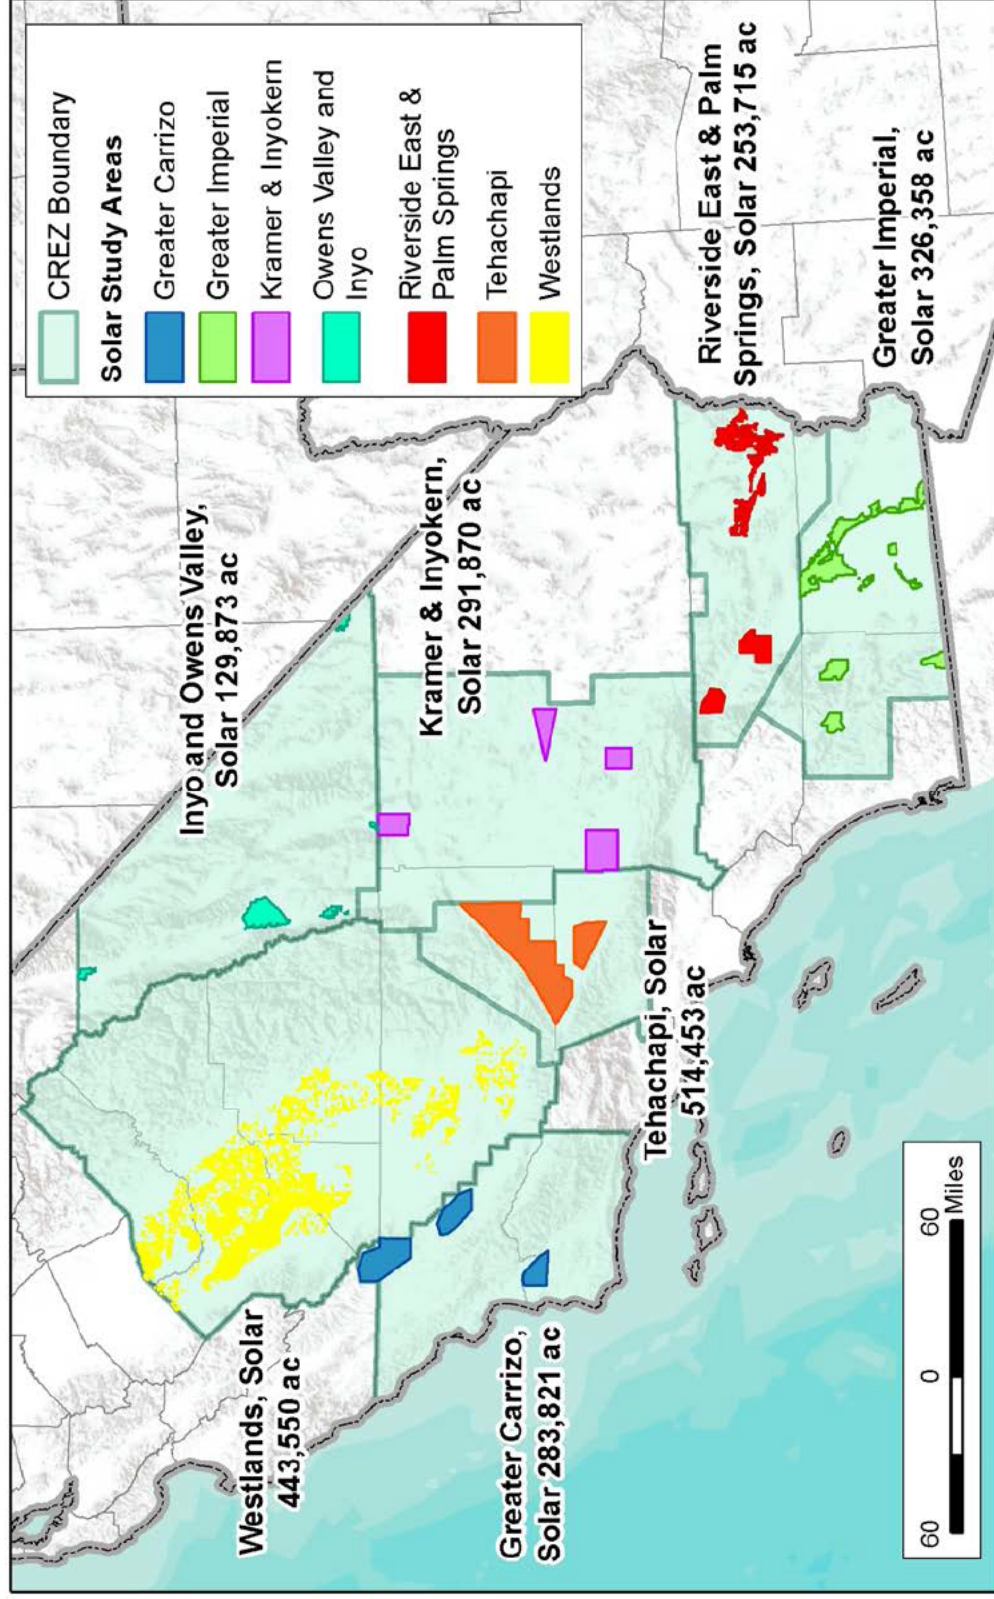 CREZ Boundary
Solar Study Areas
Greater Carrizo
Greater Imperial
Kramer & Inyokern
Owens Valley and
Inyo
Riverside East &
Palm Springs
Tehachapi
Westlands
Inyo and Owens Valley,
Solar 129,873 ac
Kramer & Inyokern,
Solar 291,870 ac
Riverside East & Palm
Springs, Solar 253,715 ac
Greater Imperial,
Solar 326,358 ac
Westlands, Solar
443,550 ac
Greater Carrizo,
Solar 283,821 ac
Tehachapi, Solar
514,453 ac
60 0 60
Miles